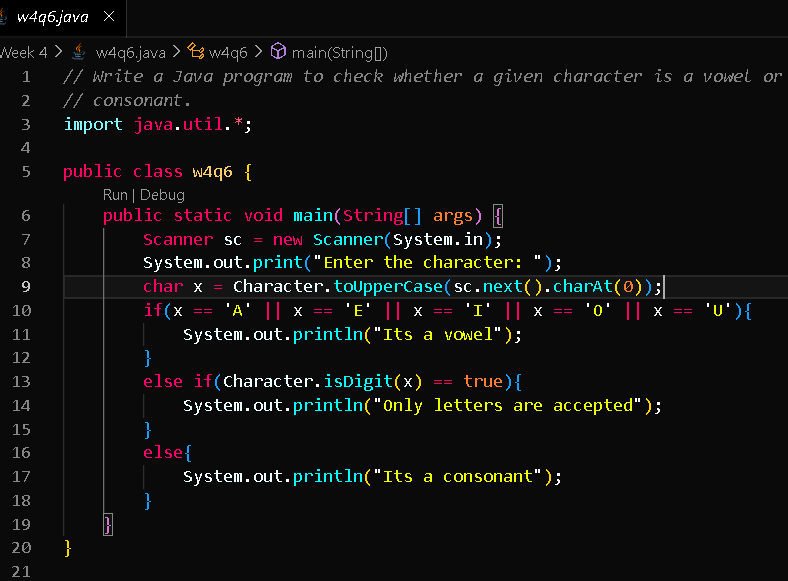 w4q6.java
Week 4 > w4q6.java > w4q6 > main(String[])
1 // Write a Java program to check whether a given character is a vowel or
2 // consonant.
3 import java.util.*;
4
5 public class w4q6 {
Run | Debug
6 public static void main(String[] args) {
7 Scanner sc = new Scanner(System.in);
8 System.out.print("Enter the character: ");
9 char x = Character.toUpperCase(sc.next().charAt(0));
10 if(x == 'A' || x == 'E' || x == 'I' || x == 'O' || x == 'U'){
11 System.out.println("Its a vowel");
12 }
13 else if(Character.isDigit(x) == true){
14 System.out.println("Only letters are accepted");
15 }
16 else{
17 System.out.println("Its a consonant");
18 }
19 }
20 }
21